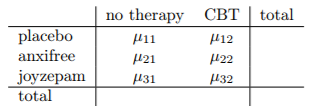 no therapy CBT total
placebo μ11 μ12
anxifree μ21 μ22
joyzepam μ31 μ32
total